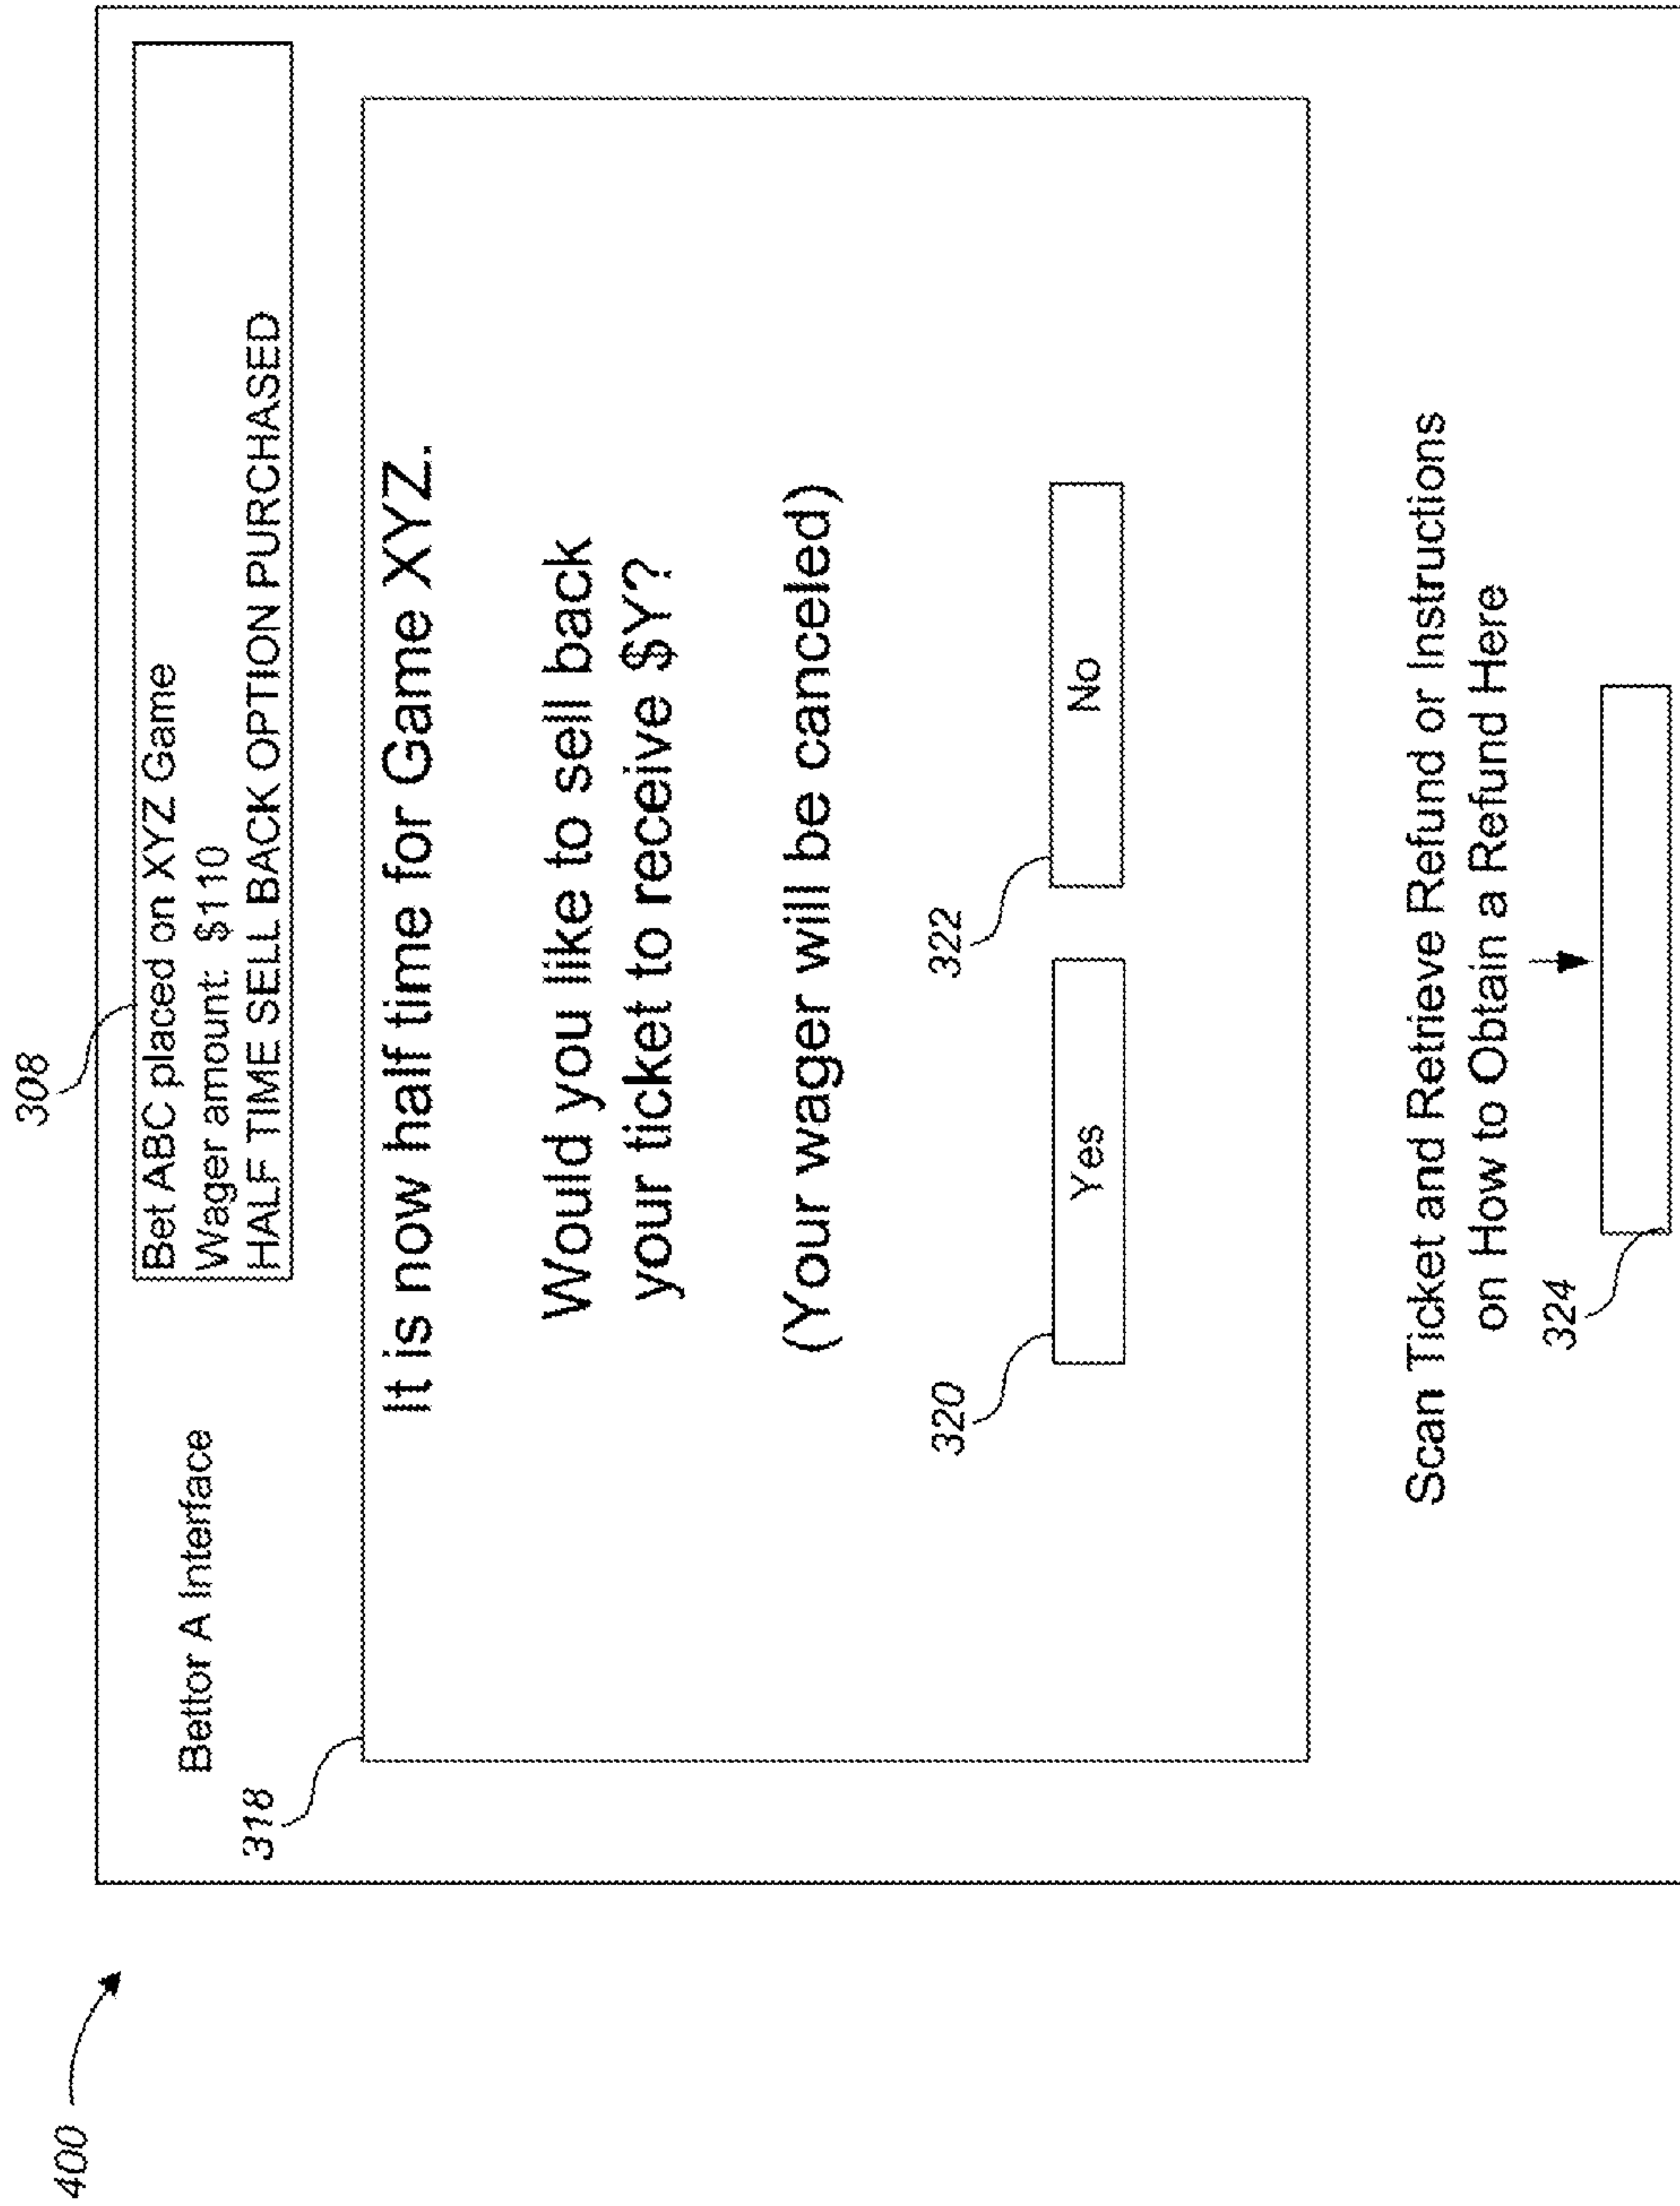 400
308
Bettor A Interface
Bet ABC placed on XYZ Game
Wager amount: $110
HALF TIME SELL BACK OPTION PURCHASED
318
It is now half time for Game XYZ.
Would you like to sell back
your ticket to receive $Y?
(Your wager will be canceled)
320
322
Yes
No
Scan Ticket and Retrieve Refund or Instructions
on How to Obtain a Refund Here
324